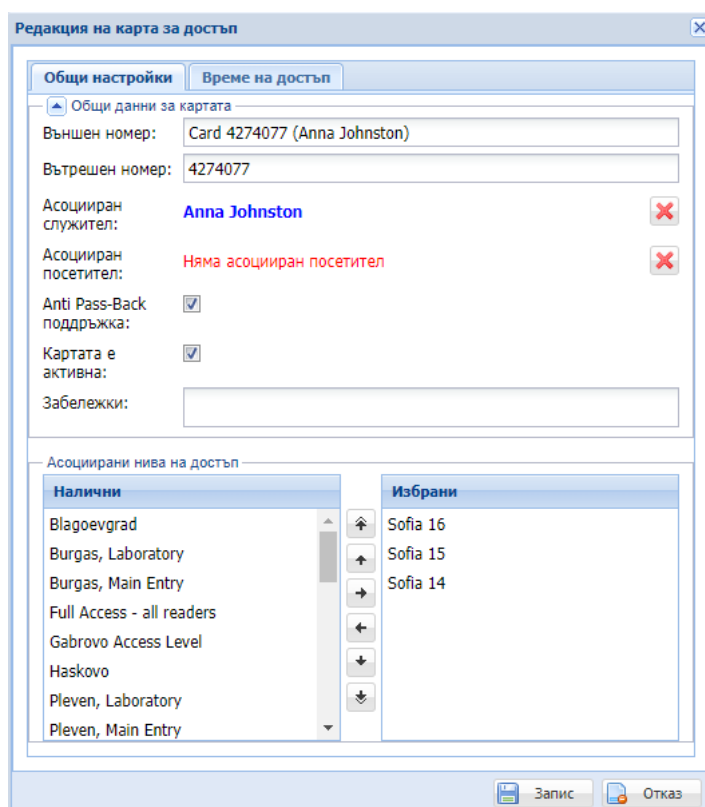 Редакция на карта за достъп
Общи настройки
Време на достъп
Общи данни за картата
Външен номер:
Card 4274077 (Anna Johnston)
Вътрешен номер:
4274077
Асоцииран
служител:
Anna Johnston
Асоцииран
посетител:
Няма асоцииран посетител
Anti Pass-Back
поддръжка:
Картата е
активна:
Забележки:
Асоциирани нива на достъп
Налични
Избрани
Blagoevgrad
Burgas, Laboratory
Burgas, Main Entry
Full Access - all readers
Gabrovo Access Level
Haskovo
Pleven, Laboratory
Pleven, Main Entry
Sofia 16
Sofia 15
Sofia 14
Запис
Отказ